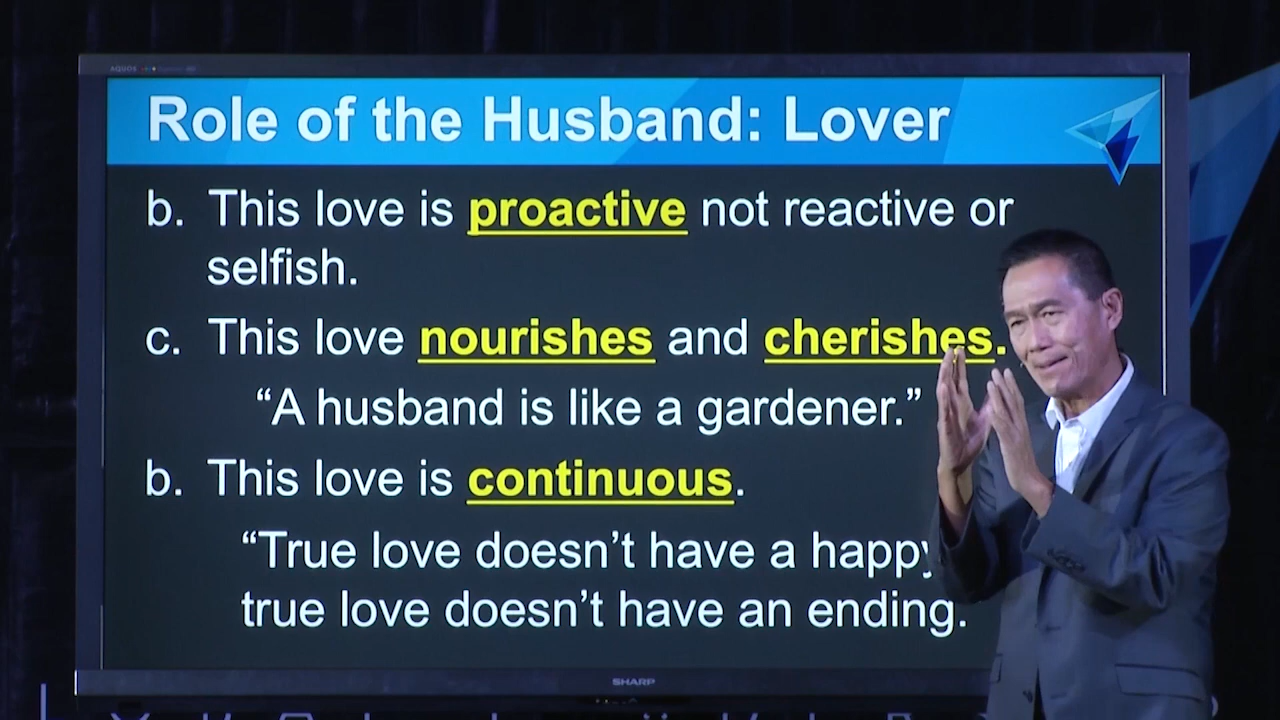 AQUOS
Role of the Husband: Lover
b. This love is proactive not reactive or
selfish.
c. This love nourishes and cherishes.
“A husband is like a gardener.”
b. This love is continuous.
“True love doesn’t have a happy
true love doesn’t have an ending.
SHARP